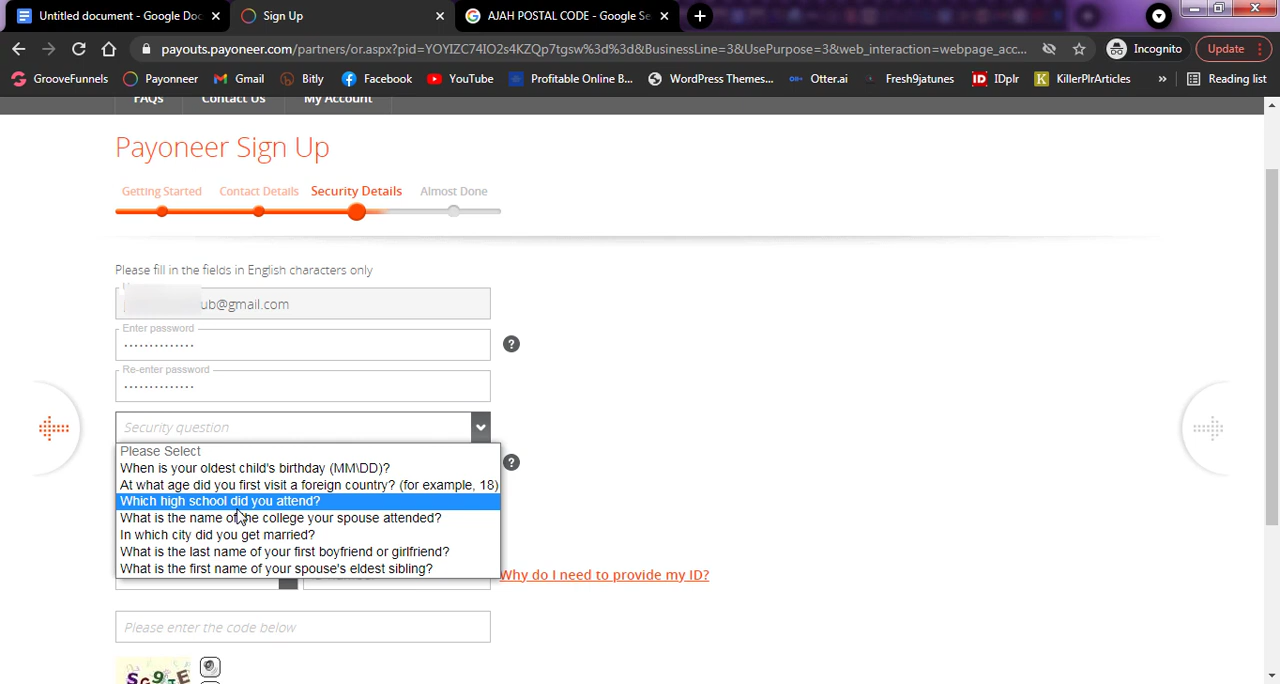 Untitled document - Google Doc
Sign Up
AJAH POSTAL CODE - Google Se
payouts.payoneer.com/partners/or.aspx?pid=YOYIZC74IO2s4KZQp7tgsw%3d%3d&BusinessLine=3&UsePurpose=3&web_interaction=webpage_acc...
Incognito
Update
GrooveFunnels
Payoneer
Gmail
Bitly
Facebook
YouTube
Profitable Online B...
WordPress Themes...
Otter.ai
Fresh9jatunes
IDplr
KillerPlrArticles
»
Reading list
FAQs
Contact Us
My Account
Payoneer Sign Up
Getting Started
Contact Details
Security Details
Almost Done
Please fill in the fields in English characters only
ub@gmail.com
Enter password
Re-enter password
Security question
Please Select
When is your oldest child's birthday (MM\DD)?
At what age did you first visit a foreign country? (for example, 18)
Which high school did you attend?
What is the name of the college your spouse attended?
In which city did you get married?
What is the last name of your first boyfriend or girlfriend?
What is the first name of your spouse's eldest sibling?
Why do I need to provide my ID?
Please enter the code below